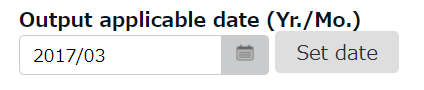 Output applicable date (Yr./Mo.)
2017/03 Set date